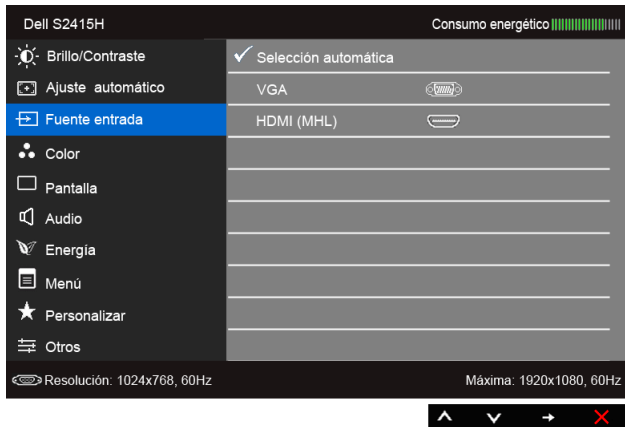 Dell S2415H
Consumo energético
Brillo/Contraste
Selección automática
Ajuste automático
VGA
Fuente entrada
HDMI (MHL)
Color
Pantalla
Audio
Energía
Menú
Personalizar
Otros
Resolución: 1024x768, 60Hz
Máxima: 1920x1080, 60Hz